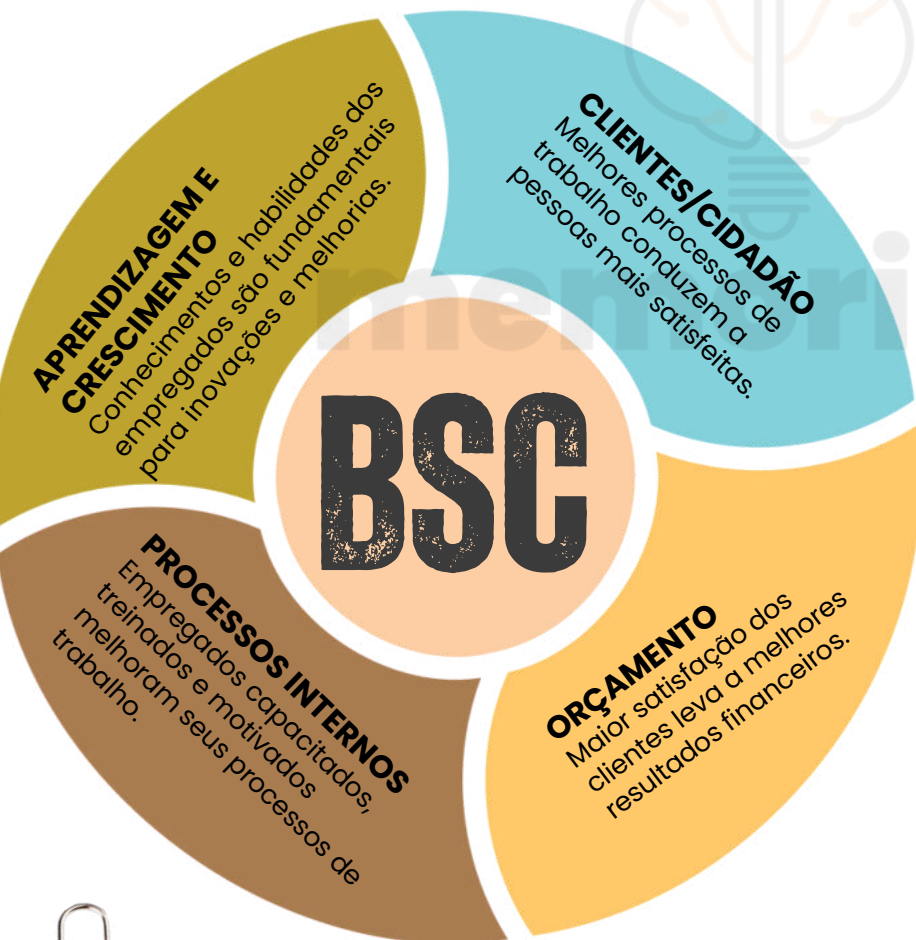 APRENDIZAGEM E
CRESCIMENTO
Conhecimentos e habilidades dos
empregados são fundamentais
para inovações e melhorias.
CLIENTES/CIDADÃO
Melhores processos de
trabalho conduzem a
pessoas mais satisfeitas.
memori
BSC
PROCESSOS INTERNOS
Empregados capacitados,
treinados e motivados
melhoram seus processos de
trabalho.
ORÇAMENTO
Maior satisfação dos
clientes leva a melhores
resultados financeiros.